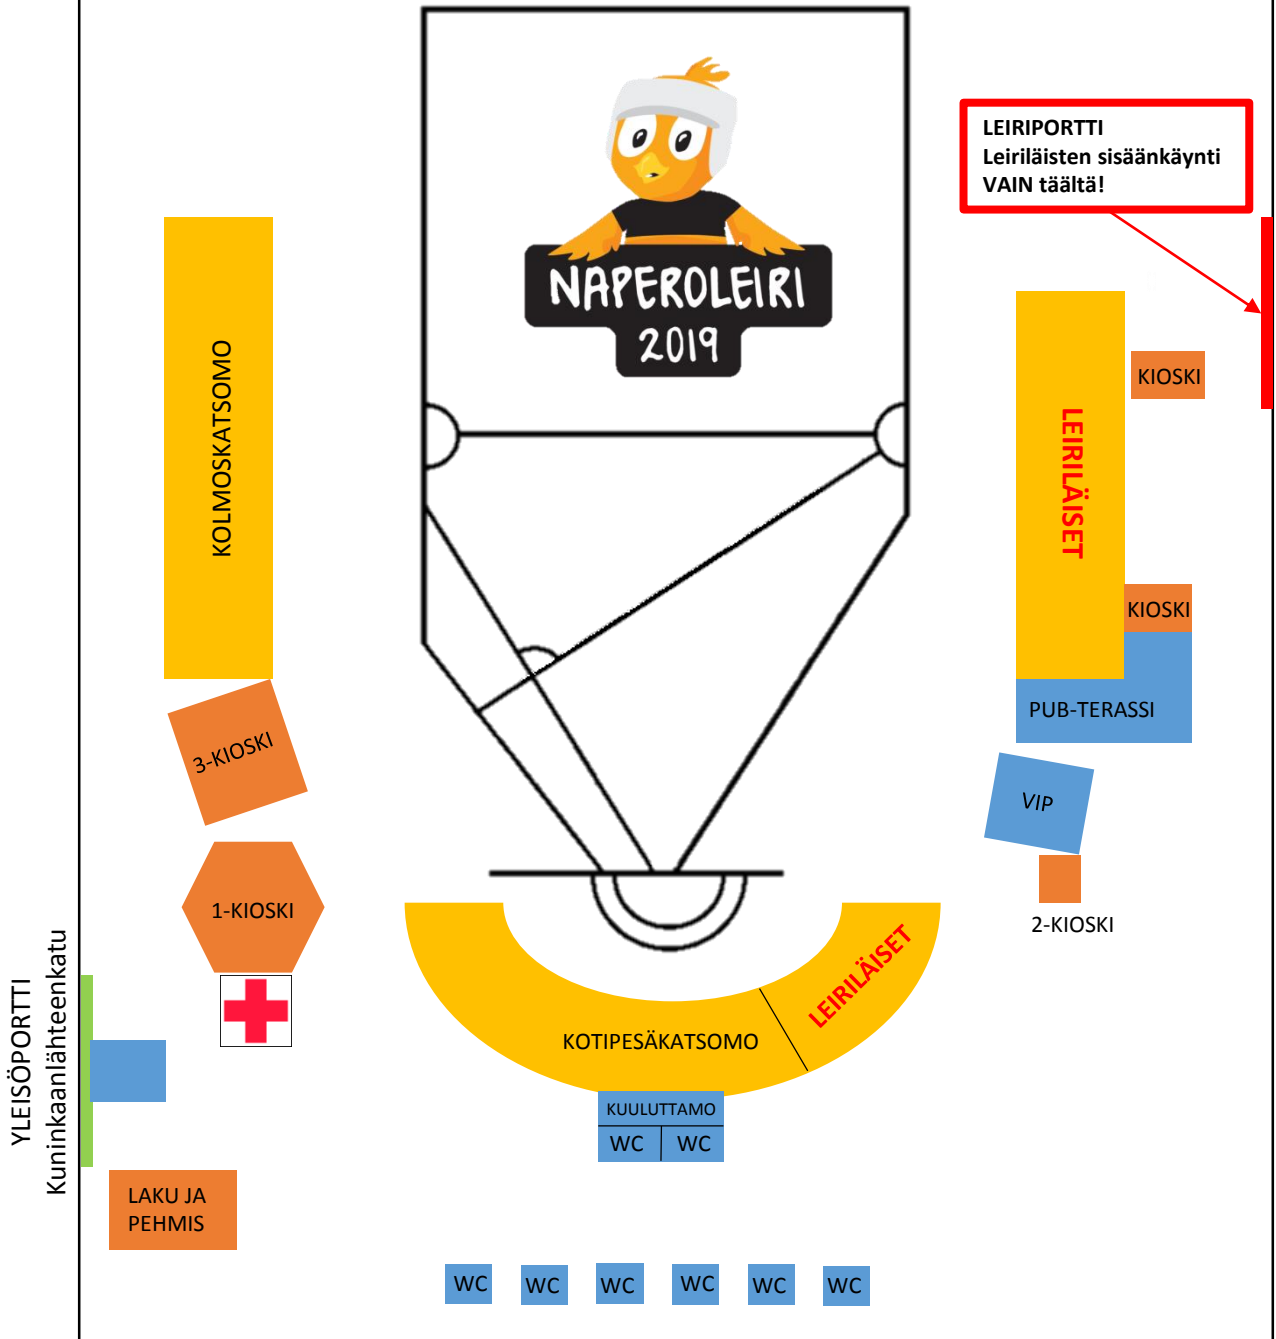 NAPEROLEIRI
2019
LEIRIPORTTI
Leiriläisten sisäänkäynti
VAIN täältä!
KOLMOSKATSOMO
LEIRILÄISET
KIOSKI
KIOSKI
PUB-TERASSI
3-KIOSKI
VIP
1-KIOSKI
2-KIOSKI
LEIRILÄISET
KOTIPESÄKATSOMO
YLEISÖPORTTI
Kuninkaanlähteenkatu
KUULUTTAMO
WC
WC
LAKU JA
PEHMIS
WC
WC
WC
WC
WC
WC